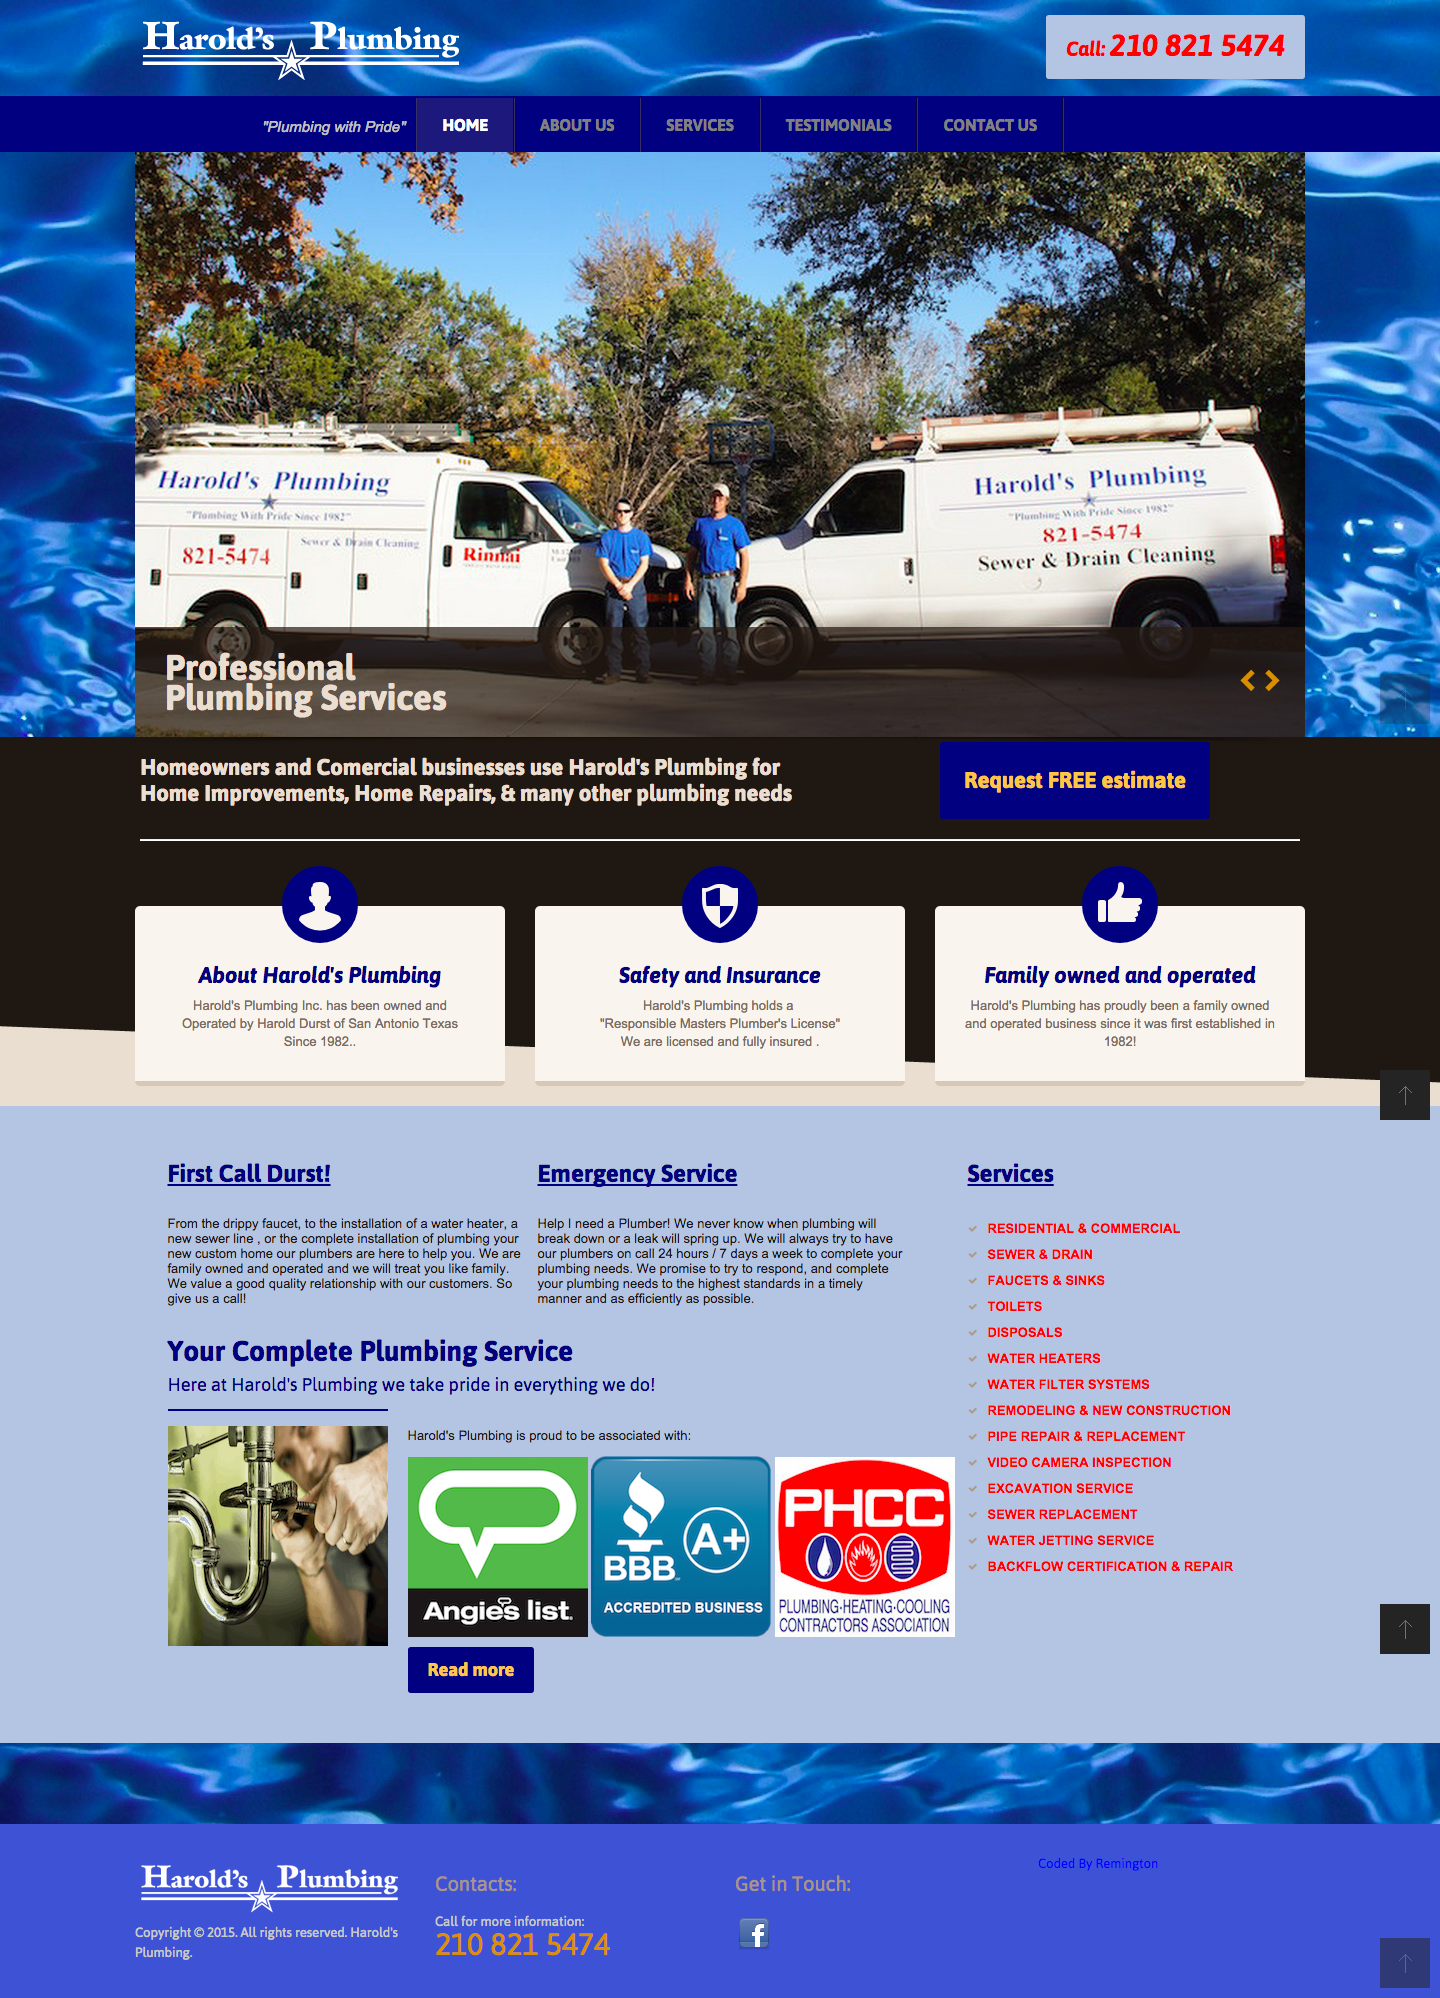 Harold's Plumbing
Call: 210 821 5474
"Plumbing with Pride"
HOME
ABOUT US
SERVICES
TESTIMONIALS
CONTACT US
Harold's Plumbing
"Plumbing With Pride Since 1982"
Sewer & Drain Cleaning
821-5474
Rinnai
Harold's Plumbing
"Plumbing With Pride Since 1982"
821-5474
Sewer & Drain Cleaning
Professional
Plumbing Services
Homeowners and Comercial businesses use Harold's Plumbing for
Home Improvements, Home Repairs, & many other plumbing needs
Request FREE estimate
About Harold's Plumbing
Harold's Plumbing Inc. has been owned and
Operated by Harold Durst of San Antonio Texas
Since 1982..
Safety and Insurance
Harold's Plumbing holds a
"Responsible Masters Plumber's License"
We are licensed and fully insured .
Family owned and operated
Harold's Plumbing has proudly been a family owned
and operated business since it was first established in
1982!
First Call Durst!
From the drippy faucet, to the installation of a water heater, a
new sewer line , or the complete installation of plumbing your
new custom home our plumbers are here to help you. We are
family owned and operated and we will treat you like family.
We value a good quality relationship with our customers. So
give us a call!
Emergency Service
Help I need a Plumber! We never know when plumbing will
break down or a leak will spring up. We will always try to have
our plumbers on call 24 hours / 7 days a week to complete your
plumbing needs. We promise to try to respond, and complete
your plumbing needs to the highest standards in a timely
manner and as efficiently as possible.
Services
RESIDENTIAL & COMMERCIAL
SEWER & DRAIN
FAUCETS & SINKS
TOILETS
DISPOSALS
WATER HEATERS
WATER FILTER SYSTEMS
REMODELING & NEW CONSTRUCTION
PIPE REPAIR & REPLACEMENT
VIDEO CAMERA INSPECTION
EXCAVATION SERVICE
SEWER REPLACEMENT
WATER JETTING SERVICE
BACKFLOW CERTIFICATION & REPAIR
Your Complete Plumbing Service
Here at Harold's Plumbing we take pride in everything we do!
Harold's Plumbing is proud to be associated with:
Angie's list.
BBB
A+
ACCREDITED BUSINESS
PHCC
PLUMBING·HEATING·COOLING
CONTRACTORS ASSOCIATION
Read more
Harold's Plumbing
Copyright © 2015. All rights reserved. Harold's
Plumbing.
Contacts:
Call for more information:
210 821 5474
Get in Touch:
f
Coded By Remington